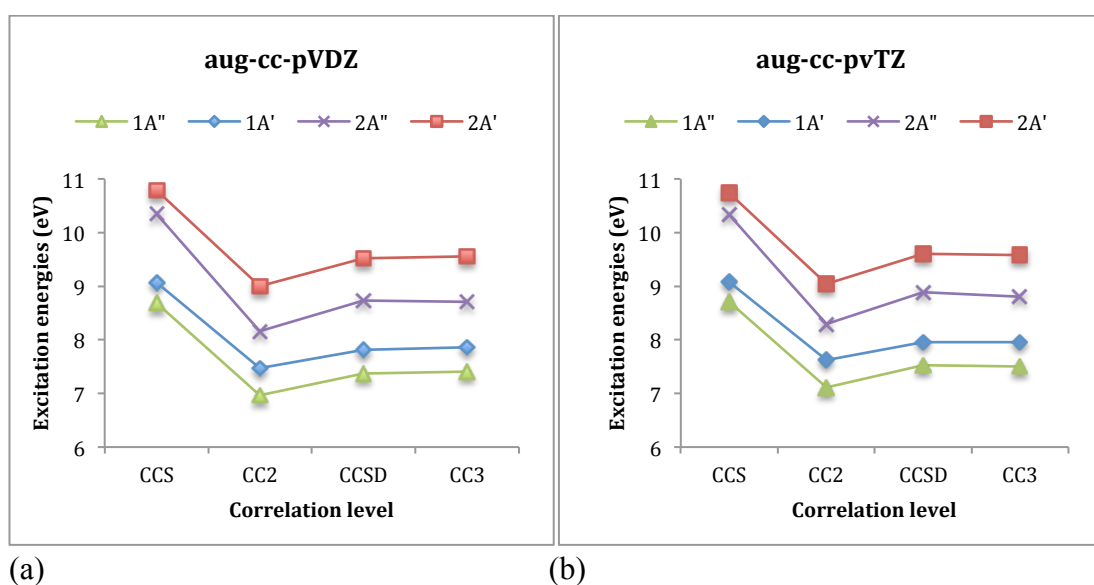 aug-cc-pVDZ
1A" 1A' 2A" 2A'
11
10
9
8
7
6
Excitation energies (eV)
CCS CC2 CCSD CC3
Correlation level
(a)
aug-cc-pvTZ
1A" 1A' 2A" 2A'
11
10
9
8
7
6
Excitation energies (eV)
CCS CC2 CCSD CC3
Correlation level
(b)